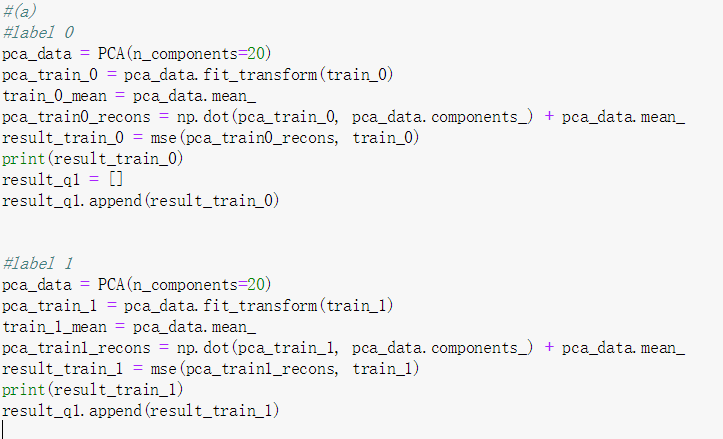 #(a)
#label 0
pca_data = PCA(n_components=20)
pca_train_0 = pca_data.fit_transform(train_0)
train_0_mean = pca_data.mean_
pca_train0_recons = np.dot(pca_train_0, pca_data.components_) + pca_data.mean_
result_train_0 = mse(pca_train0_recons, train_0)
print(result_train_0)
result_q1 = []
result_q1.append(result_train_0)
#label 1
pca_data = PCA(n_components=20)
pca_train_1 = pca_data.fit_transform(train_1)
train_1_mean = pca_data.mean_
pca_train1_recons = np.dot(pca_train_1, pca_data.components_) + pca_data.mean_
result_train_1 = mse(pca_train1_recons, train_1)
print(result_train_1)
result_q1.append(result_train_1)